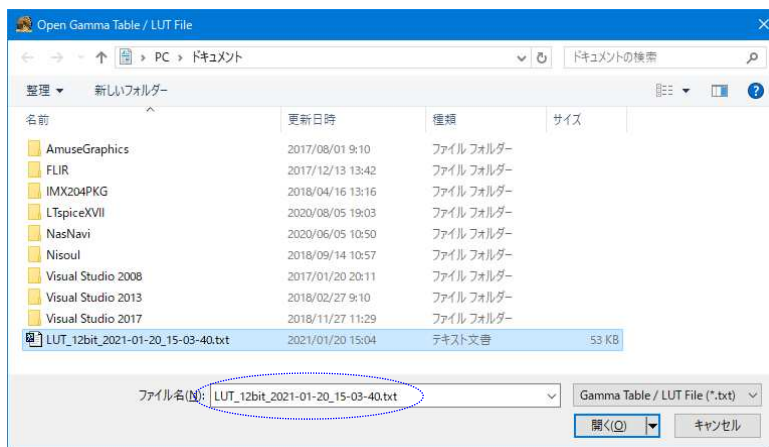 Open Gamma Table / LUT File
PC › ドキュメント ドキュメントの検索
整理 新しいフォルダー
名前 更新日時 種類 サイズ
AmuseGraphics 2017/08/01 9:10 ファイル フォルダー
FLIR 2017/12/13 13:42 ファイル フォルダー
IMX204PKG 2018/04/16 13:16 ファイル フォルダー
LTspiceXVII 2020/08/05 19:03 ファイル フォルダー
NasNavi 2020/06/05 10:50 ファイル フォルダー
Nisoul 2018/09/14 10:57 ファイル フォルダー
Visual Studio 2008 2017/01/20 20:11 ファイル フォルダー
Visual Studio 2013 2018/02/27 9:10 ファイル フォルダー
Visual Studio 2017 2018/11/27 11:29 ファイル フォルダー
LUT_12bit_2021-01-20_15-03-40.txt 2021/01/20 15:04 テキスト文書 53 KB
ファイル名(N): LUT_12bit_2021-01-20_15-03-40.txt Gamma Table / LUT File (*.txt)
開く(O) キャンセル